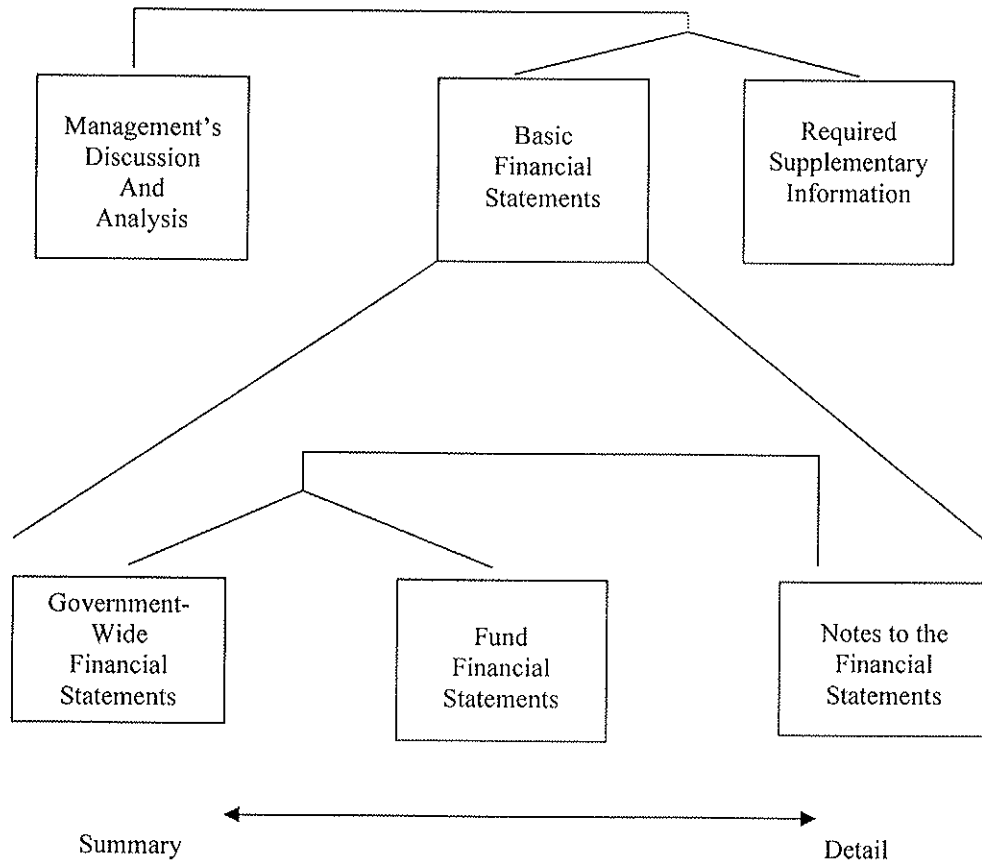 Management's
Discussion
And
Analysis
Basic
Financial
Statements
Required
Supplementary
Information
Government-
Wide
Financial
Statements
Fund
Financial
Statements
Notes to the
Financial
Statements
Summary
Detail